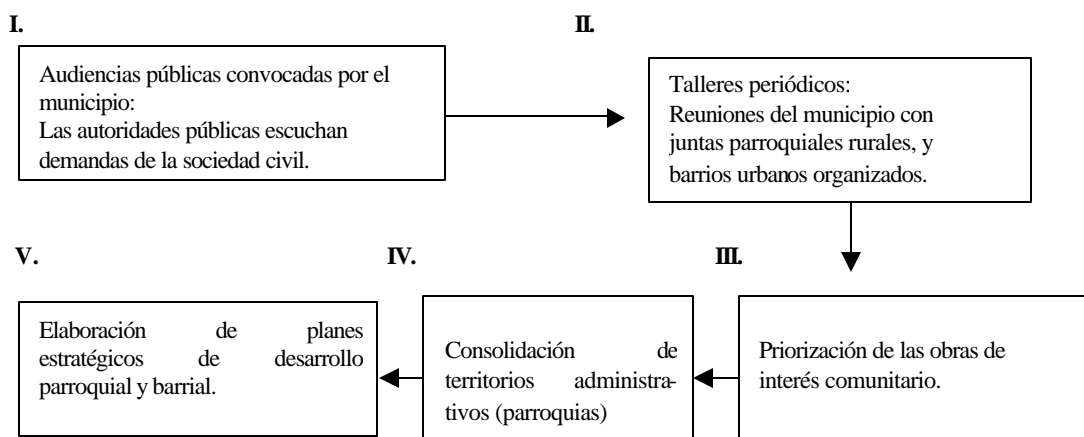 I.
Audiencias públicas convocadas por el
municipio:
Las autoridades públicas escuchan
demandas de la sociedad civil.
II.
Talleres periódicos:
Reuniones del municipio con
juntas parroquiales rurales, y
barrios urbanos organizados.
III.
Priorización de las obras de
interés comunitario.
IV.
Consolidación de
territorios administra-
tivos (parroquias)
V.
Elaboración de planes
estratégicos de desarrollo
parroquial y barrial.